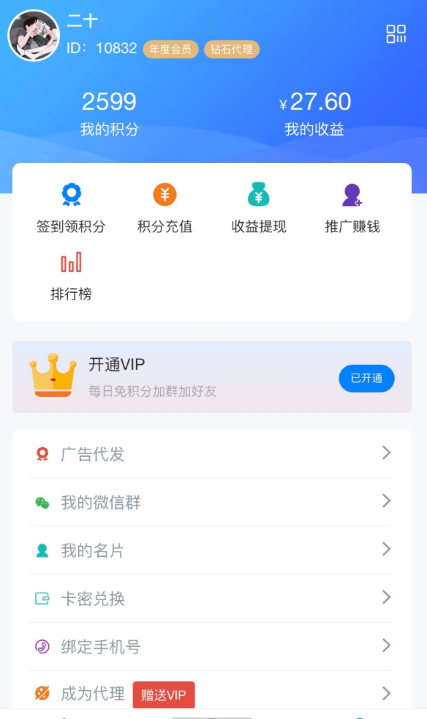 二十
ID: 10832 年度会员 钻石代理
2599 ¥27.60
我的积分 我的收益
签到领积分 积分充值 收益提现 推广赚钱
排行榜
开通VIP
每日免积分加群加好友
已开通
广告代发
我的微信群
我的名片
卡密兑换
绑定手机号
成为代理 赠送VIP